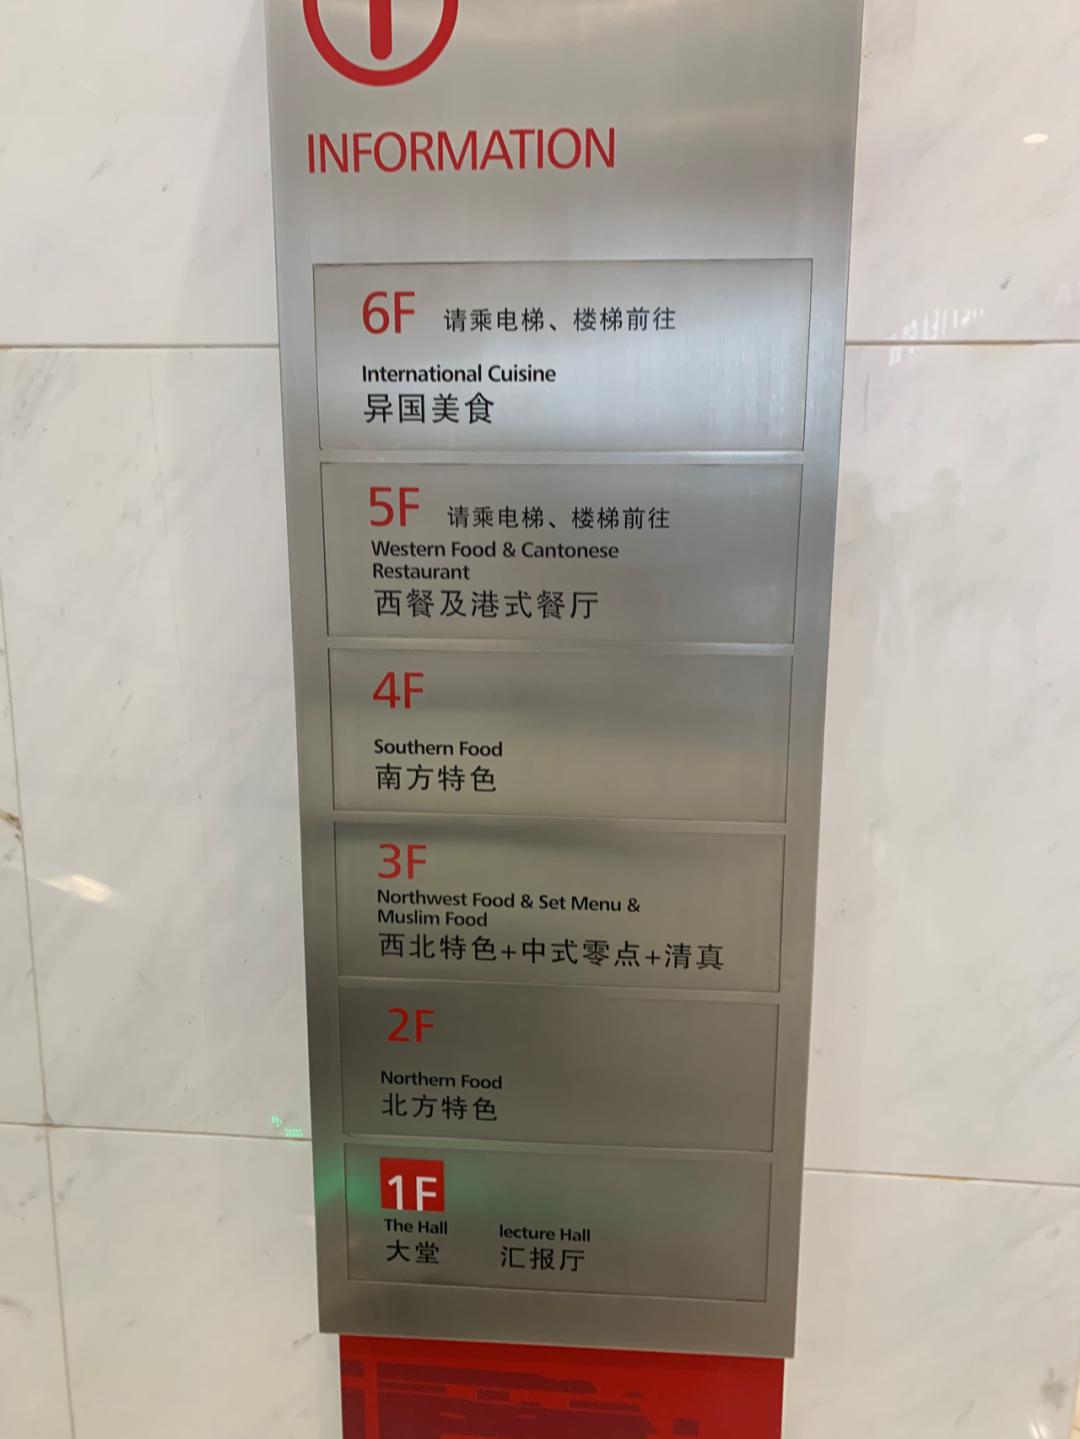 INFORMATION
6F 请乘电梯、楼梯前往
International Cuisine
异国美食
5F 请乘电梯、楼梯前往
Western Food & Cantonese
Restaurant
西餐及港式餐厅
4F
Southern Food
南方特色
3F
Northwest Food & Set Menu &
Muslim Food
西北特色+中式零点+清真
2F
Northern Food
北方特色
1F
The Hall lecture Hall
大堂 汇报厅